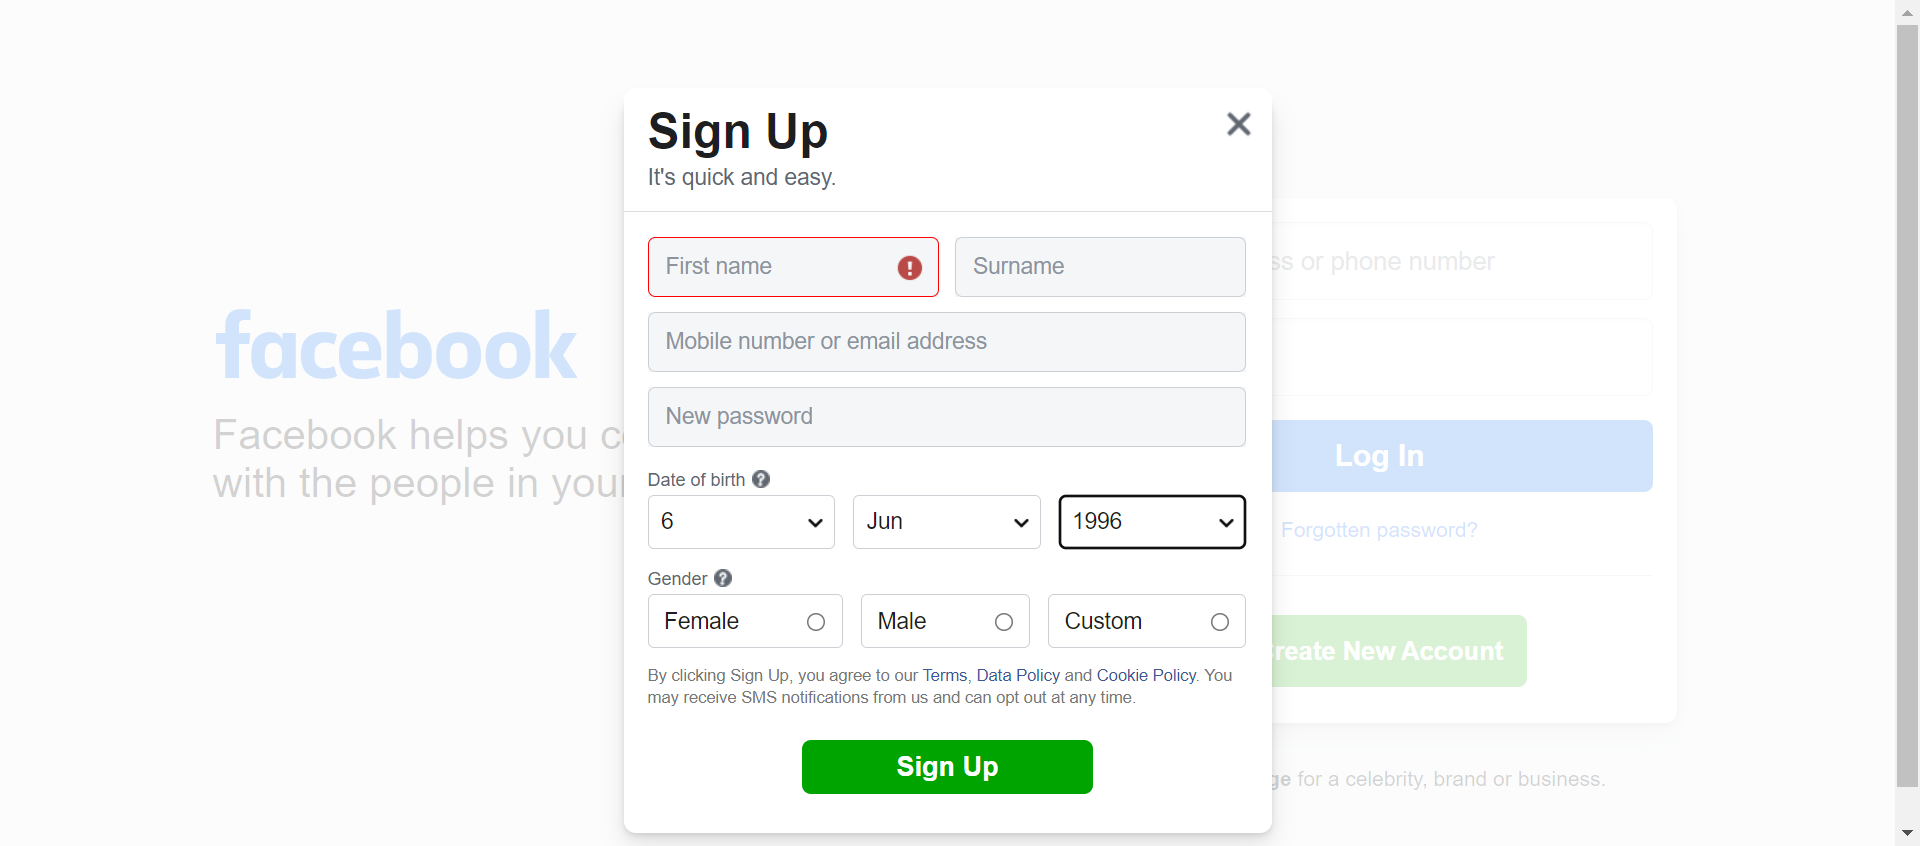 Sign Up
It's quick and easy.
First name
Surname
Mobile number or email address
New password
Date of birth
6
Jun
1996
Gender
Female
Male
Custom
By clicking Sign Up, you agree to our Terms, Data Policy and Cookie Policy. You
may receive SMS notifications from us and can opt out at any time.
Sign Up
facebook
Facebook helps you
with the people in your
or phone number
Log In
Forgotten password?
New Account
for a celebrity, brand or business.